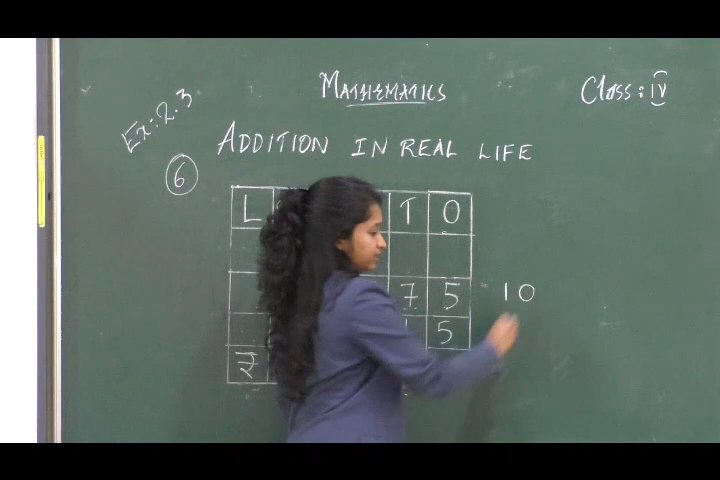 MATHEMATICS
Class: IV
Ex: 2.3
ADDITION IN REAL LIFE
6
L T O
7 5 10
5
₹